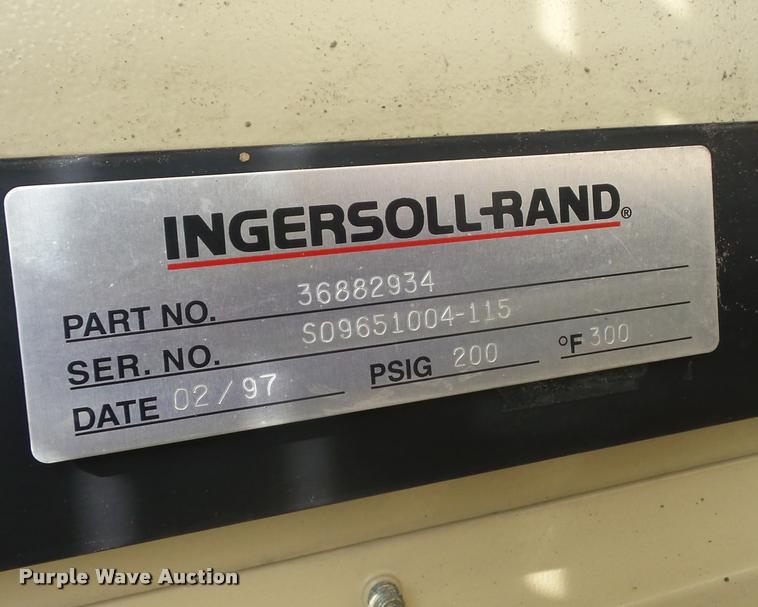 INGERSOLL-RAND®
PART NO. 36882934
SER. NO. S09651004-115
DATE 02/97 PSIG 200 °F 300
Purple Wave Auction